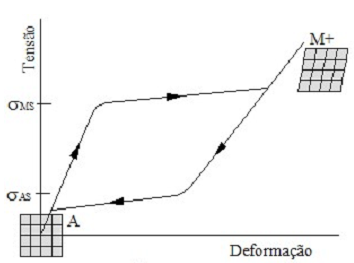 Tensão
M+
σMS
σAS
A
Deformação